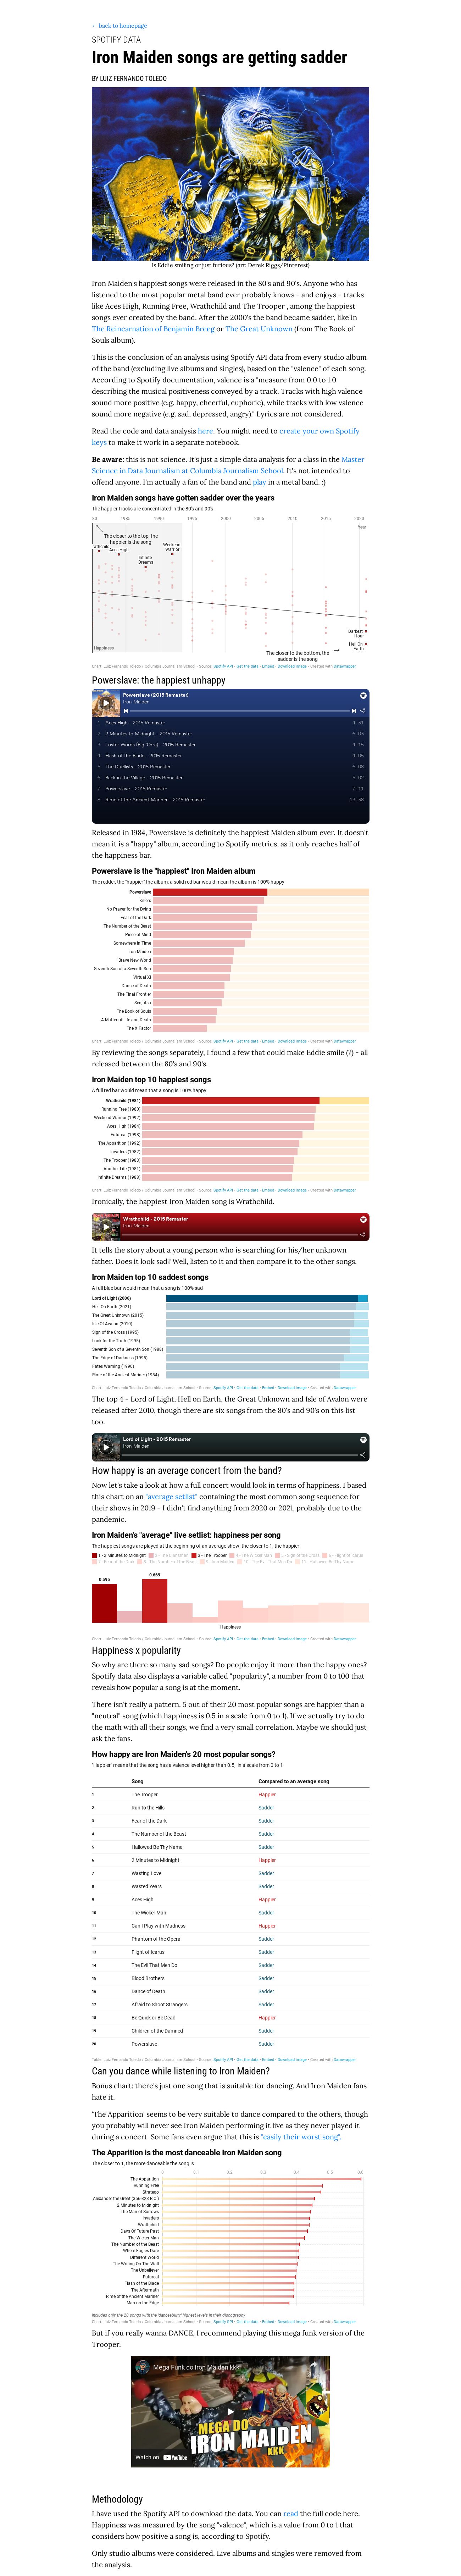 ← back to homepage
SPOTIFY DATA
Iron Maiden songs are getting sadder
BY LUIZ FERNANDO TOLEDO
Is Eddie smiling or just furious? (art: Derek Riggs/Pinterest)
Iron Maiden's happiest songs were released in the 80's and 90's. Anyone who has
listened to the most popular metal band ever probably knows - and enjoys - tracks
like Aces High, Running Free, Wrathchild and The Trooper , among the happiest
songs ever created by the band. After the 2000's the band became sadder, like in
The Reincarnation of Benjamin Breeg or The Great Unknown (from The Book of
Souls album).
This is the conclusion of an analysis using Spotify API data from every studio album
of the band (excluding live albums and singles), based on the "valence" of each song.
According to Spotify documentation, valence is a "measure from 0.0 to 1.0
describing the musical positiveness conveyed by a track. Tracks with high valence
sound more positive (e.g. happy, cheerful, euphoric), while tracks with low valence
sound more negative (e.g. sad, depressed, angry)." Lyrics are not considered.
Read the code and data analysis here. You might need to create your own Spotify
keys to make it work in a separate notebook.
Be aware: this is not science. It's just a simple data analysis for a class in the Master
Science in Data Journalism at Columbia Journalism School. It's not intended to
offend anyone. I'm actually a fan of the band and play in a metal band. :)
Iron Maiden songs have gotten sadder over the years
The happier tracks are concentrated in the 80's and 90's
80 1985 1990 1995 2000 2005 2010 2015 2020
Year
The closer to the top, the
happier is the song
Wrathchild
Aces High
Infinite
Dreams
Weekend
Warrior
Darkest
Hour
Hell On
Earth
Happiness
The closer to the bottom, the
sadder is the song
Chart: Luiz Fernando Toledo / Columbia Journalism School • Source: Spotify API • Get the data • Embed • Download image • Created with Datawrapper
Powerslave: the happiest unhappy
Powerslave (2015 Remaster)
Iron Maiden
1 Aces High - 2015 Remaster 4:31
2 2 Minutes to Midnight - 2015 Remaster 6:03
3 Losfer Words (Big 'Orra) - 2015 Remaster 4:15
4 Flash of the Blade - 2015 Remaster 4:05
5 The Duellists - 2015 Remaster 6:06
6 Back in the Village - 2015 Remaster 5:02
7 Powerslave - 2015 Remaster 7:11
8 Rime of the Ancient Mariner - 2015 Remaster 13:38
Released in 1984, Powerslave is definitely the happiest Maiden album ever. It doesn't
mean it is a "happy" album, according to Spotify metrics, as it only reaches half of
the happiness bar.
Powerslave is the "happiest" Iron Maiden album
The redder, the "happier" the album; a solid red bar would mean the album is 100% happy
Powerslave
Killers
No Prayer for the Dying
Fear of the Dark
The Number of the Beast
Piece of Mind
Somewhere in Time
Iron Maiden
Brave New World
Seventh Son of a Seventh Son
Virtual XI
Dance of Death
The Final Frontier
Senjutsu
The Book of Souls
A Matter of Life and Death
The X Factor
Chart: Luiz Fernando Toledo / Columbia Journalism School • Source: Spotify API • Get the data • Embed • Download image • Created with Datawrapper
By reviewing the songs separately, I found a few that could make Eddie smile (?) - all
released between the 80's and 90's.
Iron Maiden top 10 happiest songs
A full red bar would mean that a song is 100% happy
Wrathchild (1981)
Running Free (1980)
Weekend Warrior (1992)
Aces High (1984)
Futureal (1998)
The Apparition (1992)
Invaders (1982)
The Trooper (1983)
Another Life (1981)
Infinite Dreams (1988)
Chart: Luiz Fernando Toledo / Columbia Journalism School • Source: Spotify API • Get the data • Embed • Download image • Created with Datawrapper
Ironically, the happiest Iron Maiden song is Wrathchild.
Wrathchild - 2015 Remaster
Iron Maiden
It tells the story about a young person who is searching for his/her unknown
father. Does it look sad? Well, listen to it and then compare it to the other songs.
Iron Maiden top 10 saddest songs
A full blue bar would mean that a song is 100% sad
Lord of Light (2006)
Hell On Earth (2021)
The Great Unknown (2015)
Isle Of Avalon (2010)
Sign of the Cross (1995)
Look for the Truth (1995)
Seventh Son of a Seventh Son (1988)
The Edge of Darkness (1995)
Fates Warning (1990)
Rime of the Ancient Mariner (1984)
Chart: Luiz Fernando Toledo / Columbia Journalism School • Source: Spotify API • Get the data • Embed • Download image • Created with Datawrapper
The top 4 - Lord of Light, Hell on Earth, the Great Unknown and Isle of Avalon were
released after 2010, though there are six songs from the 80's and 90's on this list
too.
Lord of Light - 2015 Remaster
Iron Maiden
How happy is an average concert from the band?
Now let's take a look at how a full concert would look in terms of happiness. I based
this chart on an "average setlist" containing the most common song sequence for
their shows in 2019 - I didn't find anything from 2020 or 2021, probably due to the
pandemic.
Iron Maiden's "average" live setlist: happiness per song
The happiest songs are played at the beginning of an average show; the closer to 1, the happier
1 - 2 Minutes to Midnight 2 - The Clansman 3 - The Trooper 4 - The Wicker Man 5 - Sign of the Cross 6 - Flight of Icarus
7 - Fear of the Dark 8 - The Number of the Beast 9 - Iron Maiden 10 - The Evil That Men Do 11 - Hallowed Be Thy Name
0.595
0.669
Happiness
Chart: Luiz Fernando Toledo / Columbia Journalism School • Source: Spotify API • Get the data • Embed • Download image • Created with Datawrapper
Happiness x popularity
So why are there so many sad songs? Do people enjoy it more than the happy ones?
Spotify data also displays a variable called "popularity", a number from 0 to 100 that
reveals how popular a song is at the moment.
There isn't really a pattern. 5 out of their 20 most popular songs are happier than a
"neutral" song (which happiness is 0.5 in a scale from 0 to 1). If we actually try to do
the math with all their songs, we find a very small correlation. Maybe we should just
ask the fans.
How happy are Iron Maiden's 20 most popular songs?
"Happier" means that the song has a valence level higher than 0.5, in a scale from 0 to 1
Song Compared to an average song
1 The Trooper Happier
2 Run to the Hills Sadder
3 Fear of the Dark Sadder
4 The Number of the Beast Sadder
5 Hallowed Be Thy Name Sadder
6 2 Minutes to Midnight Happier
7 Wasting Love Sadder
8 Wasted Years Sadder
9 Aces High Happier
10 The Wicker Man Sadder
11 Can I Play with Madness Happier
12 Phantom of the Opera Sadder
13 Flight of Icarus Sadder
14 The Evil That Men Do Sadder
15 Blood Brothers Sadder
16 Dance of Death Sadder
17 Afraid to Shoot Strangers Sadder
18 Be Quick or Be Dead Happier
19 Children of the Damned Sadder
20 Powerslave Sadder
Table: Luiz Fernando Toledo / Columbia Journalism School • Source: Spotify API • Get the data • Embed • Download image • Created with Datawrapper
Can you dance while listening to Iron Maiden?
Bonus chart: there's just one song that is suitable for dancing. And Iron Maiden fans
hate it.
'The Apparition' seems to be very suitable to dance compared to the others, though
you probably will never see Iron Maiden performing it live as they never played it
during a concert. Some fans even argue that this is "easily their worst song".
The Apparition is the most danceable Iron Maiden song
The closer to 1, the more danceable the song is
0 0.1 0.2 0.3 0.4 0.5 0.6
The Apparition
Running Free
Stratego
Alexander the Great (356-323 B.C.)
2 Minutes to Midnight
The Man of Sorrows
Invaders
Wrathchild
Days Of Future Past
The Wicker Man
The Number of the Beast
Where Eagles Dare
Different World
The Writing On The Wall
The Unbeliever
Futureal
Flash of the Blade
The Aftermath
Rime of the Ancient Mariner
Man on the Edge
Includes only the 20 songs with the 'danceability' highest levels in their discography
Chart: Luiz Fernando Toledo / Columbia Journalism School • Source: Spotify API • Get the data • Embed • Download image • Created with Datawrapper
But if you really wanna DANCE, I recommend playing this mega funk version of the
Trooper.
Mega Funk do Iron Maiden kkk
MEGA DO
IRON MAIDEN
KKK
Watch on YouTube
Methodology
I have used the Spotify API to download the data. You can read the full code here.
Happiness was measured by the song "valence", which is a value from 0 to 1 that
considers how positive a song is, according to Spotify.
Only studio albums were considered. Live albums and singles were removed from
the analysis.